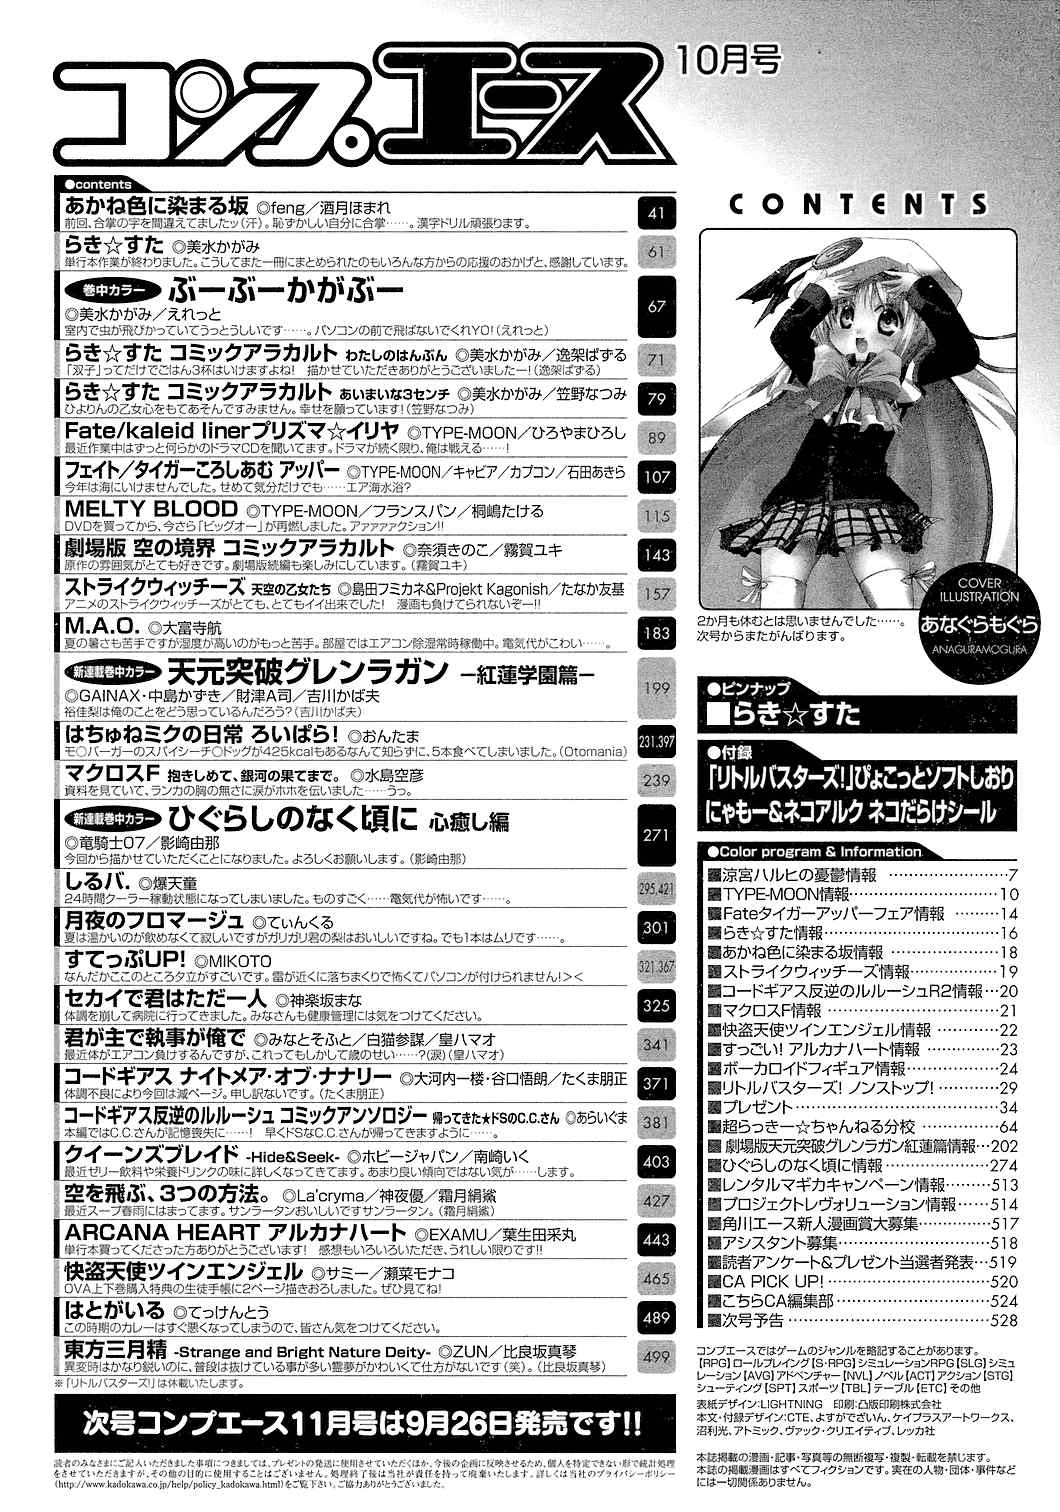 コンプエース 10月号
●contents
あかね色に染まる坂 ◎feng／酒月ほまれ 41
前回、合掌の字を間違えてましたッ(汗)。恥ずかしい自分に合掌……。漢字ドリル頑張ります。
らき☆すた ◎美水かがみ 61
単行本作業が終わりました。こうしてまた一冊にまとめられたのもいろんな方からの応援のおかげと、感謝しています。
巻中カラー ぶーぶーかがぶー 67
◎美水かがみ／えれっと
室内で虫が飛びかっていてうっとうしいです……。パソコンの前で飛ばないでくれYO!(えれっと)
らき☆すた コミックアラカルト わたしのはんぶん ◎美水かがみ／逸架ぱずる 71
「双子」ってだけでごはん3杯はいけますよね! 描かせていただきありがとうございましたー!(逸架ぱずる)
らき☆すた コミックアラカルト あいまいな3センチ ◎美水かがみ／笠野なつみ 79
ひよりんの乙女心をもてあそんですみません。幸せを願っています!(笠野なつみ)
Fate/kaleid linerプリズマ☆イリヤ ◎TYPE-MOON／ひろやまひろし 89
最近作業中はずっと何らかのドラマCDを聞いてます。ドラマが続く限り、俺は戦える……!
フェイト／タイガーころしあむ アッパー ◎TYPE-MOON／キャビア／カプコン／石田あきら 107
今年は海にいけませんでした。せめて気分だけでも……エア海水浴?
MELTY BLOOD ◎TYPE-MOON／フランスパン／桐嶋たける 115
DVDを買ってから、今さら「ビッグオー」が再燃しました。アァァァァクション!!
劇場版 空の境界 コミックアラカルト ◎奈須きのこ／霧賀ユキ 143
原作の雰囲気がとても好きです。劇場版続編も楽しみにしています。(霧賀ユキ)
ストライクウィッチーズ 天空の乙女たち ◎島田フミカネ&Projekt Kagonish／たなか友基 157
アニメのストライクウィッチーズがとても、とてもイイ出来でした! 漫画も負けてられないぞー!!
M.A.O. ◎大富寺航 183
夏の暑さも苦手ですが湿度が高いのがもっと苦手。部屋ではエアコン除湿常時稼働中。電気代がこわい……。
新連載巻中カラー 天元突破グレンラガン －紅蓮学園篇－ 199
◎GAINAX・中島かずき／財津A司／吉川かば夫
裕佳梨は俺のことをどう思っているんだろう?(吉川かば夫)
はちゅねミクの日常 ろいぱら! ◎おんたま 231,397
モ○バーガーのスパイシーチ○ドッグが425kcalもあるなんて知らずに、5本食べてしまいました。(Otomania)
マクロスF 抱きしめて、銀河の果てまで。 ◎水島空彦 239
資料を見ていて、ランカの胸の無さに涙がホホを伝いました……うっ。
新連載巻中カラー ひぐらしのなく頃に 心癒し編 271
◎竜騎士07／影崎由那
今回から描かせていただくことになりました。よろしくお願いします。(影崎由那)
しるバ. ◎爆天童 295,421
24時間クーラー稼動状態になってしまいました。ものすごく……電気代が怖いです……。
月夜のフロマージュ ◎てぃんくる 301
夏は温かいのが飲めなくて寂しいですがガリガリ君の梨はおいしいですね。でも1本はムリです……。
すてっぷUP! ◎MIKOTO 321,367
なんだかここのところ夕立がすごいです。雷が近くに落ちまくりで怖くてパソコンが付けられません!><
セカイで君はただ一人 ◎神楽坂まな 325
体調を崩して病院に行ってきました。みなさんも健康管理には気をつけてください。
君が主で執事が俺で ◎みなとそふと／白猫参謀／皇ハマオ 341
最近体がエアコン負けするんですが、これってもしかして歳のせい……?(涙)(皇ハマオ)
コードギアス ナイトメア・オブ・ナナリー ◎大河内一楼・谷口悟朗／たくま朋正 371
体調不良により今回は減ページ。申し訳ないです。(たくま朋正)
コードギアス反逆のルルーシュ コミックアンソロジー 帰ってきた★ドSのC.C.さん ◎あらいぐま 381
本編ではC.C.さんが記憶喪失に……! 早くドSなC.C.さんが帰ってきますように……。
クイーンズブレイド -Hide&Seek- ◎ホビージャパン／南崎いく 403
最近ゼリー飲料や栄養ドリンクの味に詳しくなってきてます。あまり良い傾向ではない気が……します。
空を飛ぶ、3つの方法。 ◎La'cryma／神夜優／霜月絹鯊 427
最近スープ春雨にはまってます。サンラータンおいしいですサンラータン。(霜月絹鯊)
ARCANA HEART アルカナハート ◎EXAMU／葉生田采丸 443
単行本買ってくださった方ありがとうございます! 感想もいろいろいただき、うれしい限りです!!
快盗天使ツインエンジェル ◎サミー／瀬菜モナコ 465
OVA上下巻購入特典の生徒手帳に2ページ描きおろしました。ぜひ見てね!
はとがいる ◎てっけんとう 489
この時期のカレーはすぐ悪くなってしまうので、皆さん気をつけてください。
東方三月精 -Strange and Bright Nature Deity- ◎ZUN／比良坂真琴 499
異変時はかなり鋭いのに、普段は抜けている事が多い霊夢がかわいくて仕方がないです(笑)。(比良坂真琴)
※「リトルバスターズ!」は休載いたします。
次号コンプエース11月号は9月26日発売です!!
読者のみなさまにご記入いただきました事項につきましては、プレゼントの発送に使用させていただくほか、今後の企画に反映させるため、個人を特定できない形で統計処理
をさせていただきますが、その他の目的に使用することはございません。処理終了後は当社が責任を持って廃棄いたします。詳しくは当社のプライバシーポリシー
(http://www.kadokawa.co.jp/help/policy_kadokawa.html)をご覧下さい。ご協力ありがとうございました。
CONTENTS
COVER
ILLUSTRATION
あなぐらもぐら
ANAGURAMOGURA
2か月も休むとは思いませんでした……。
次号からまたがんばります。
●ピンナップ
■らき☆すた
●付録
「リトルバスターズ!」ぴょこっとソフトしおり
にゃもー&ネコアルク ネコだらけシール
●Color program & Information
涼宮ハルヒの憂鬱情報 ……7
TYPE-MOON情報……10
Fateタイガーアッパーフェア情報 ……14
らき☆すた情報……16
あかね色に染まる坂情報 ……18
ストライクウィッチーズ情報……19
コードギアス反逆のルルーシュR2情報…20
マクロスF情報 ……21
快盗天使ツインエンジェル情報 ……22
すっごい! アルカナハート情報 ……23
ボーカロイドフィギュア情報 ……24
リトルバスターズ! ノンストップ! ……29
プレゼント……34
超らっきー☆ちゃんねる分校 ……64
劇場版天元突破グレンラガン紅蓮篇情報…202
ひぐらしのなく頃に情報 ……274
レンタルマギカキャンペーン情報……513
プロジェクトレヴォリューション情報……514
角川エース新人漫画賞大募集……517
アシスタント募集……518
読者アンケート&プレゼント当選者発表…519
CA PICK UP! ……520
こちらCA編集部 ……524
次号予告 ……528
コンプエースではゲームのジャンルを略記することがあります。
【RPG】ロールプレイング【S・RPG】シミュレーションRPG【SLG】シミュ
レーション【AVG】アドベンチャー【NVL】ノベル【ACT】アクション【STG】
シューティング【SPT】スポーツ【TBL】テーブル【ETC】その他
表紙デザイン:LIGHTNING 印刷:凸版印刷株式会社
本文・付録デザイン:CTE、よすがでざいん、ケイプラスアートワークス、
沼利光、アトミック、ヴァック・クリエイティブ、レッカ社
本誌掲載の漫画・記事・写真等の無断複写・複製・転載を禁じます。
本誌の掲載漫画はすべてフィクションです。実在の人物・団体・事件などに
は一切関係ありません。